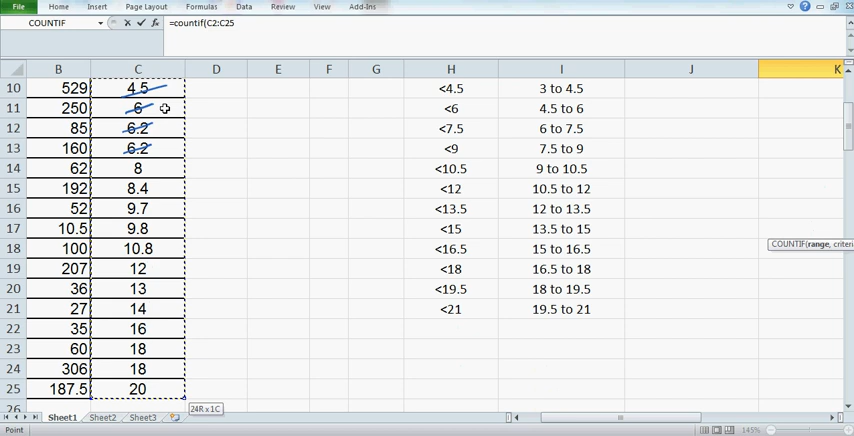 File Home Insert Page Layout Formulas Data Review View Add-Ins
COUNTIF fx =countif(C2:C25
B C D E F G H I J K
10 529 4.5 <4.5 3 to 4.5
11 250 6 <6 4.5 to 6
12 85 6.2 <7.5 6 to 7.5
13 160 6.2 <9 7.5 to 9
14 62 8 <10.5 9 to 10.5
15 192 8.4 <12 10.5 to 12
16 52 9.7 <13.5 12 to 13.5
17 10.5 9.8 <15 13.5 to 15
18 100 10.8 <16.5 15 to 16.5
COUNTIF(range, criteri
19 207 12 <18 16.5 to 18
20 36 13 <19.5 18 to 19.5
21 27 14 <21 19.5 to 21
22 35 16
23 60 18
24 306 18
25 187.5 20
26
24R x 1C
Sheet1 Sheet2 Sheet3
Point 145%